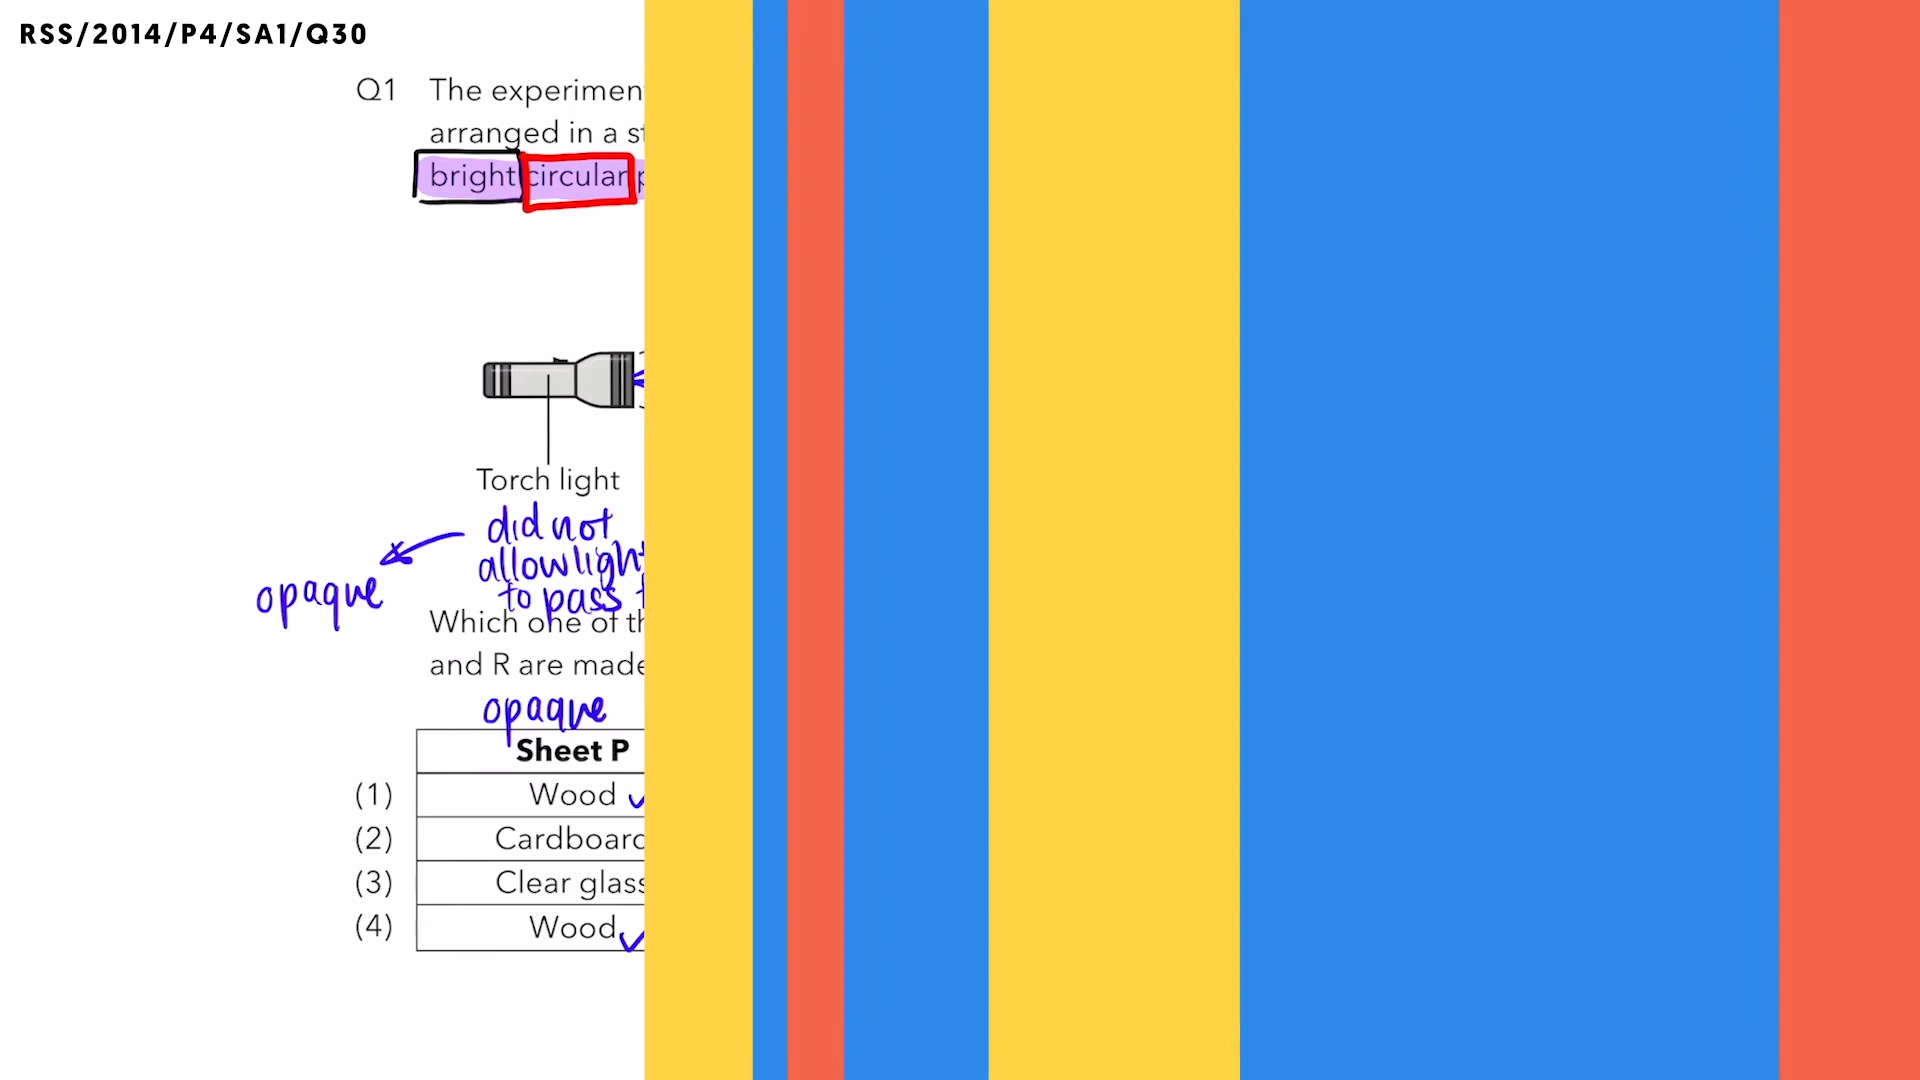 RSS/2014/P4/SA1/Q30
Q1 The experimen
arranged in a s
bright circular
Torch light
did not
allow light
to pass
opaque
Which one of th
and R are made
opaque
Sheet P
(1) Wood
(2) Cardboard
(3) Clear glass
(4) Wood